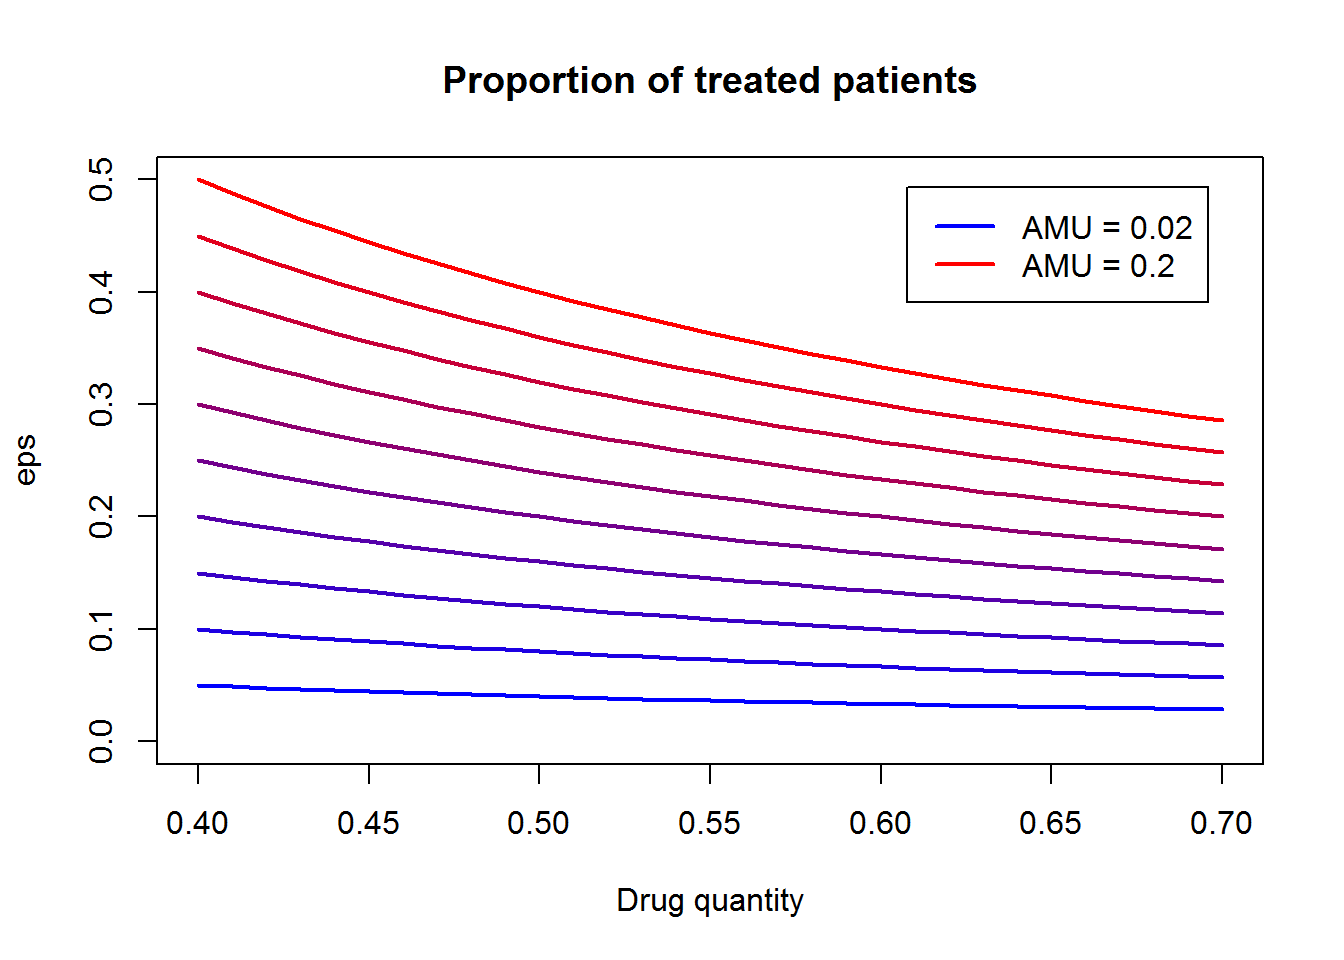 Proportion of treated patients
AMU = 0.02
AMU = 0.2
0.5
0.4
0.3
0.2
0.1
0.0
eps
0.40 0.45 0.50 0.55 0.60 0.65 0.70
Drug quantity